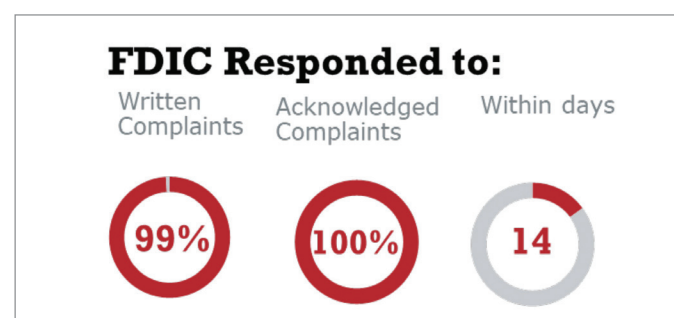 FDIC Responded to:
Written
Complaints
Acknowledged
Complaints
Within days
99%
100%
14